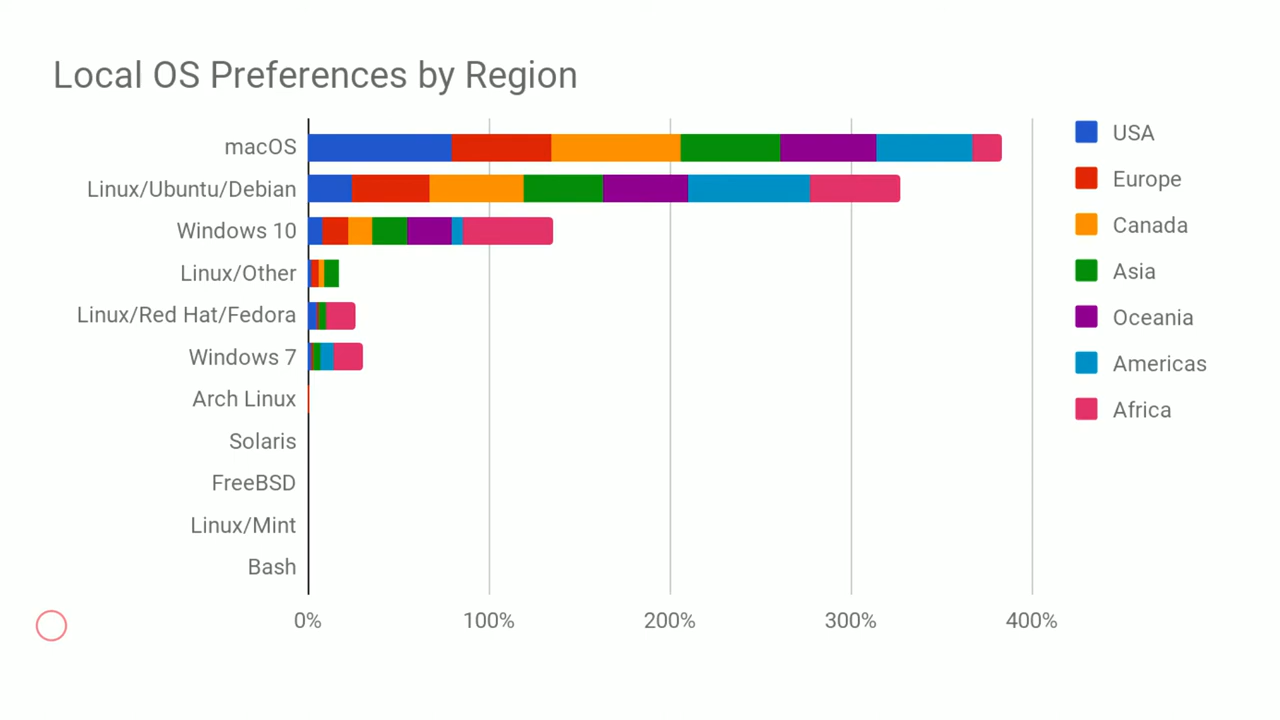 Local OS Preferences by Region
macOS
Linux/Ubuntu/Debian
Windows 10
Linux/Other
Linux/Red Hat/Fedora
Windows 7
Arch Linux
Solaris
FreeBSD
Linux/Mint
Bash
0% 100% 200% 300% 400%
USA
Europe
Canada
Asia
Oceania
Americas
Africa